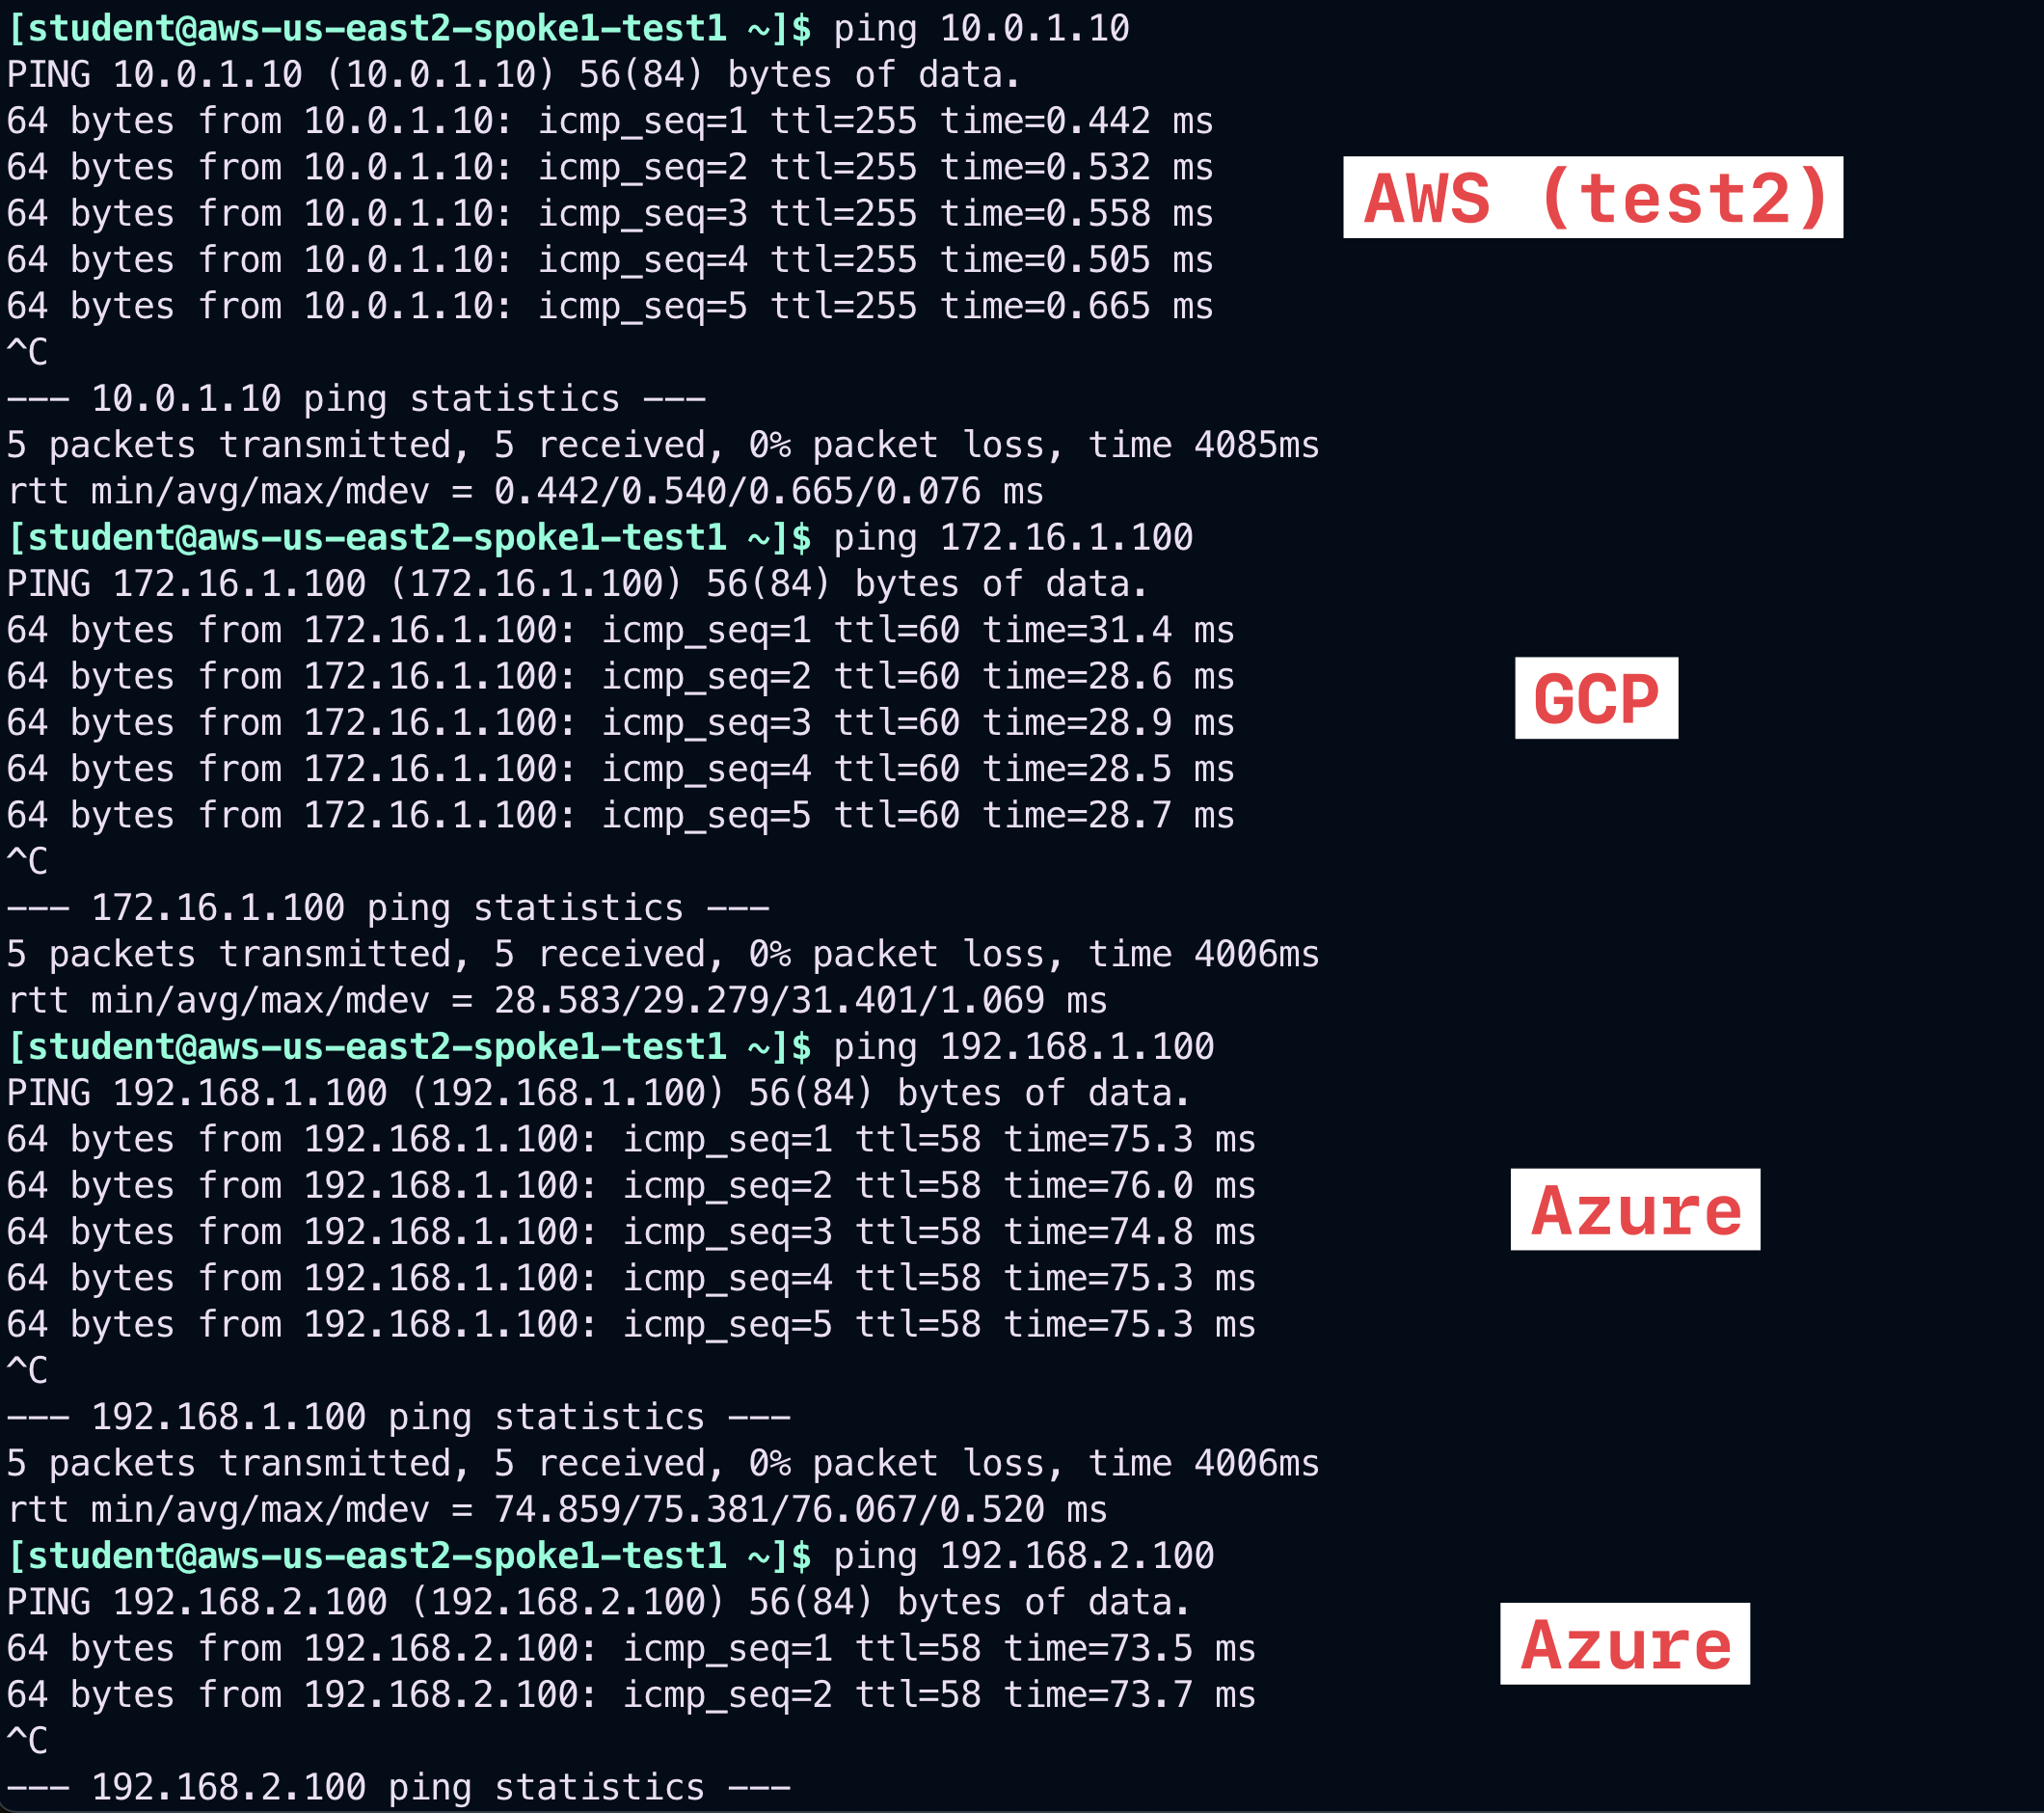 [student@aws-us-east2-spoke1-test1 ~]$ ping 10.0.1.10
PING 10.0.1.10 (10.0.1.10) 56(84) bytes of data.
64 bytes from 10.0.1.10: icmp_seq=1 ttl=255 time=0.442 ms
64 bytes from 10.0.1.10: icmp_seq=2 ttl=255 time=0.532 ms
AWS (test2)
64 bytes from 10.0.1.10: icmp_seq=3 ttl=255 time=0.558 ms
64 bytes from 10.0.1.10: icmp_seq=4 ttl=255 time=0.505 ms
64 bytes from 10.0.1.10: icmp_seq=5 ttl=255 time=0.665 ms
^C
--- 10.0.1.10 ping statistics ---
5 packets transmitted, 5 received, 0% packet loss, time 4085ms
rtt min/avg/max/mdev = 0.442/0.540/0.665/0.076 ms
[student@aws-us-east2-spoke1-test1 ~]$ ping 172.16.1.100
PING 172.16.1.100 (172.16.1.100) 56(84) bytes of data.
64 bytes from 172.16.1.100: icmp_seq=1 ttl=60 time=31.4 ms
64 bytes from 172.16.1.100: icmp_seq=2 ttl=60 time=28.6 ms
GCP
64 bytes from 172.16.1.100: icmp_seq=3 ttl=60 time=28.9 ms
64 bytes from 172.16.1.100: icmp_seq=4 ttl=60 time=28.5 ms
64 bytes from 172.16.1.100: icmp_seq=5 ttl=60 time=28.7 ms
^C
--- 172.16.1.100 ping statistics ---
5 packets transmitted, 5 received, 0% packet loss, time 4006ms
rtt min/avg/max/mdev = 28.583/29.279/31.401/1.069 ms
[student@aws-us-east2-spoke1-test1 ~]$ ping 192.168.1.100
PING 192.168.1.100 (192.168.1.100) 56(84) bytes of data.
64 bytes from 192.168.1.100: icmp_seq=1 ttl=58 time=75.3 ms
64 bytes from 192.168.1.100: icmp_seq=2 ttl=58 time=76.0 ms
Azure
64 bytes from 192.168.1.100: icmp_seq=3 ttl=58 time=74.8 ms
64 bytes from 192.168.1.100: icmp_seq=4 ttl=58 time=75.3 ms
64 bytes from 192.168.1.100: icmp_seq=5 ttl=58 time=75.3 ms
^C
--- 192.168.1.100 ping statistics ---
5 packets transmitted, 5 received, 0% packet loss, time 4006ms
rtt min/avg/max/mdev = 74.859/75.381/76.067/0.520 ms
[student@aws-us-east2-spoke1-test1 ~]$ ping 192.168.2.100
PING 192.168.2.100 (192.168.2.100) 56(84) bytes of data.
64 bytes from 192.168.2.100: icmp_seq=1 ttl=58 time=73.5 ms
Azure
64 bytes from 192.168.2.100: icmp_seq=2 ttl=58 time=73.7 ms
^C
--- 192.168.2.100 ping statistics ---